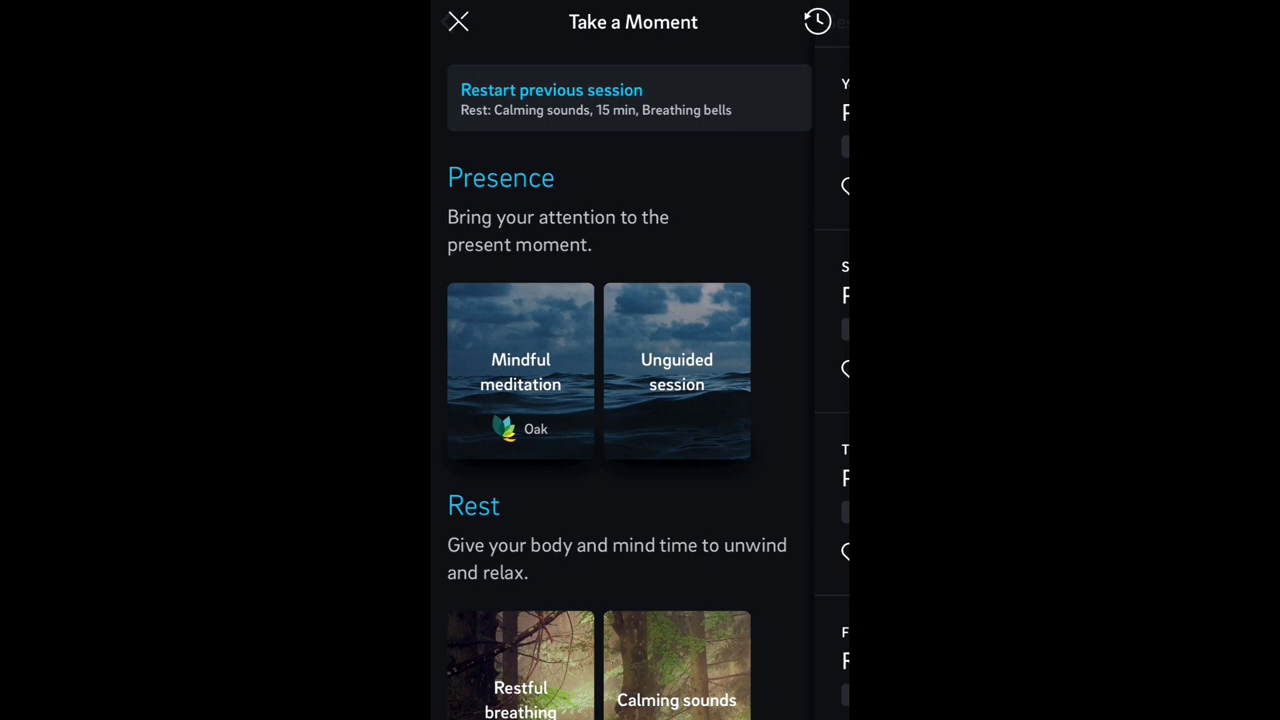 Take a Moment
Restart previous session
Rest: Calming sounds, 15 min, Breathing bells
Presence
Bring your attention to the
present moment.
Mindful
meditation
Oak
Unguided
session
Rest
Give your body and mind time to unwind
and relax.
Restful
breathing
Calming sounds